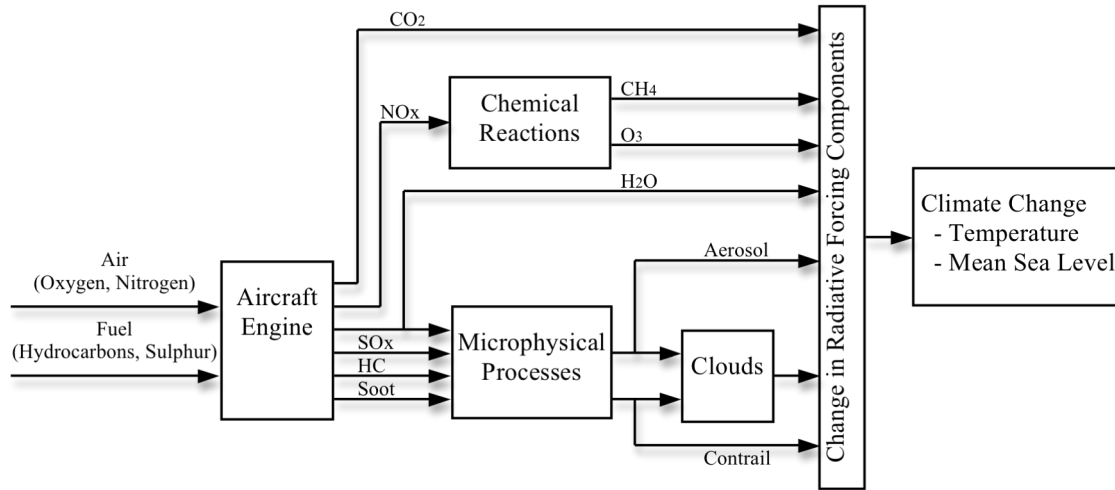 CO2
NOx
Chemical
Reactions
CH4
O3
H2O
Air
(Oxygen, Nitrogen)
Fuel
(Hydrocarbons, Sulphur)
Aircraft
Engine
SOx
HC
Soot
Microphysical
Processes
Aerosol
Clouds
Contrail
Change in Radiative Forcing Components
Climate Change
- Temperature
- Mean Sea Level